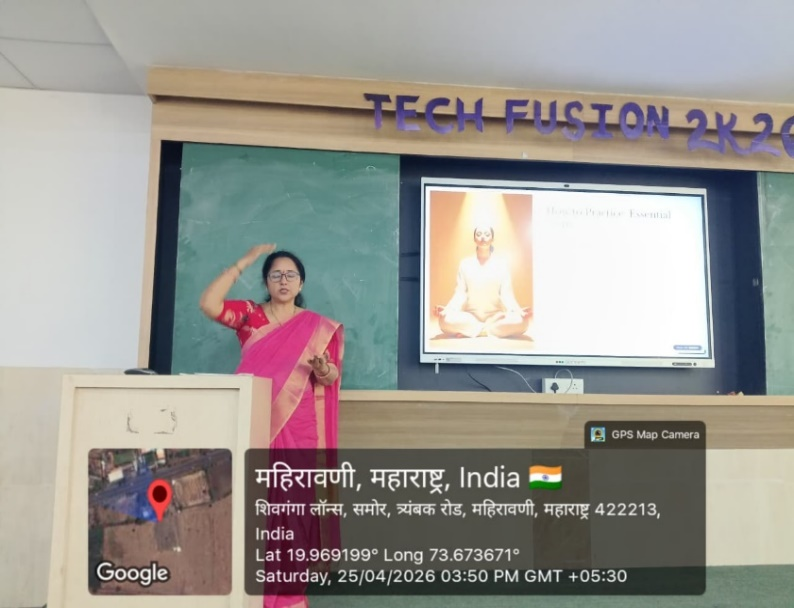 TECH FUSION 2K2
How to Practice: Essential
GPS Map Camera
महिरावणी, महाराष्ट्र, India
शिवगंगा लॉन्स, समोर, त्र्यंबक रोड, महिरावणी, महाराष्ट्र 422213,
India
Lat 19.969199° Long 73.673671°
Saturday, 25/04/2026 03:50 PM GMT +05:30
Google